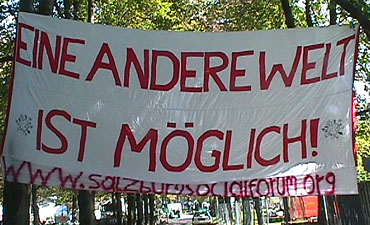 EINE ANDERE WELT
IST MÖGLICH!
www.salzburgsocialforum.org